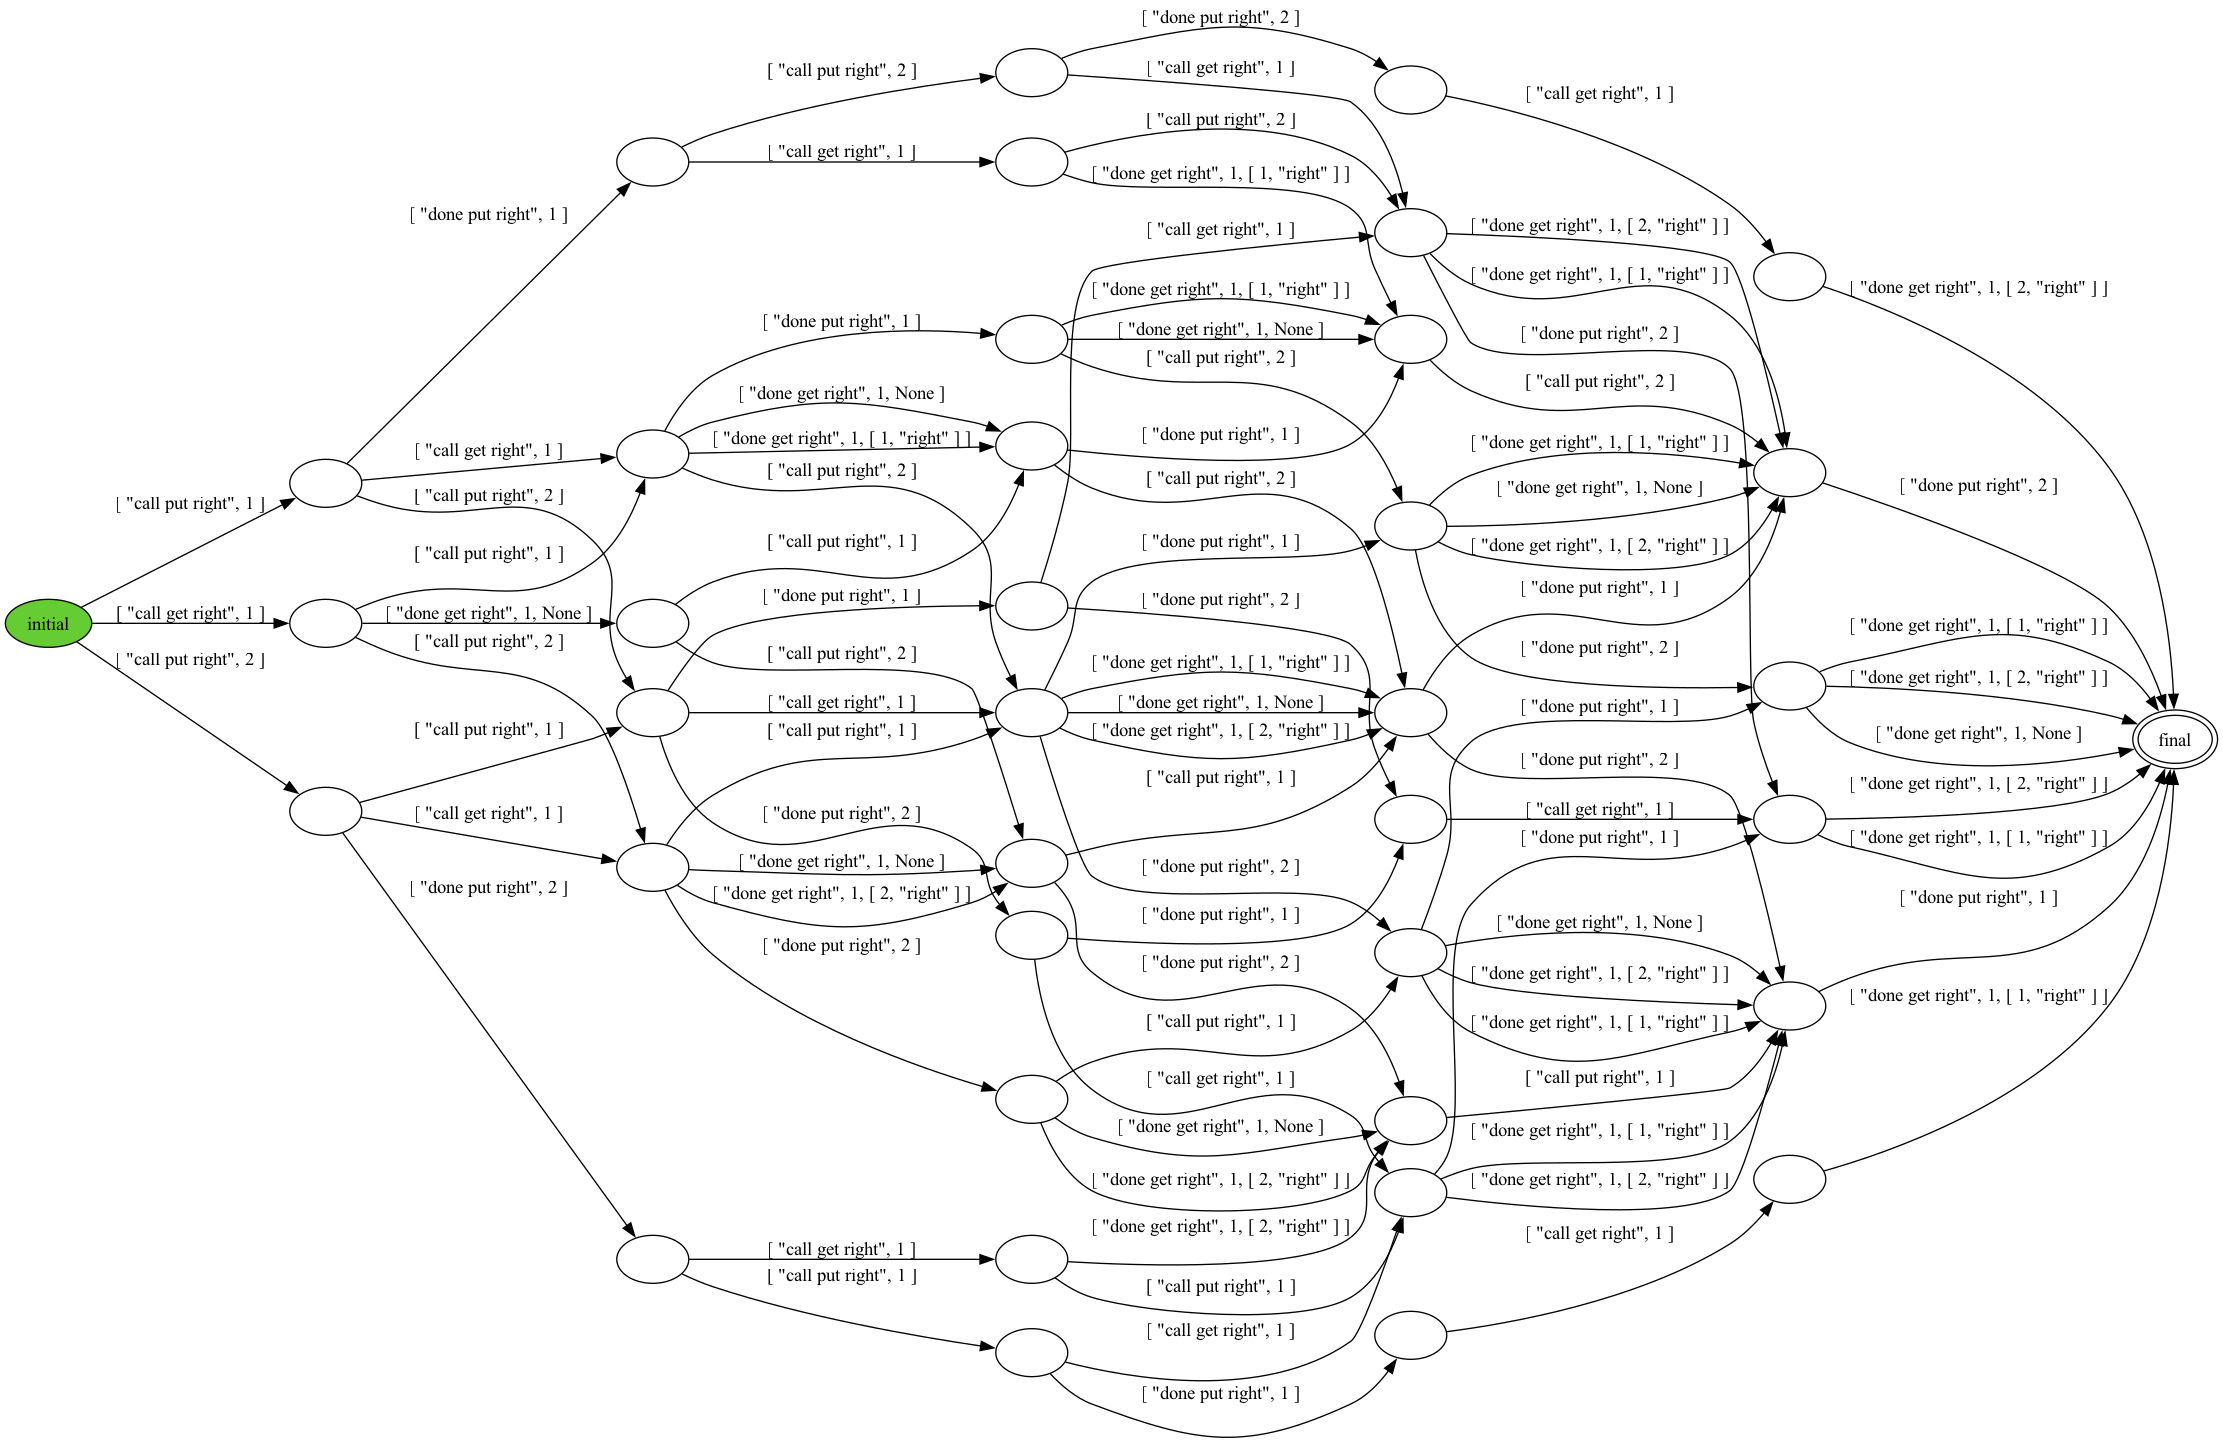 [ "done put right", 2 ]
[ "call put right", 2 ]
[ "call get right", 1 ]
[ "call get right", 1 ]
[ "call put right", 2 ]
[ "call get right", 1 ]
[ "done get right", 1, [ 1, "right" ] ]
[ "done put right", 1 ]
[ "call get right", 1 ]
[ "done get right", 1, [ 2, "right" ] ]
[ "done get right", 1, [ 1, "right" ] ]
[ "done get right", 1, [ 1, "right" ] ]
[ "done get right", 1, [ 2, "right" ] ]
[ "done put right", 1 ]
[ "done get right", 1, None ]
[ "done put right", 2 ]
[ "call put right", 2 ]
[ "call put right", 2 ]
[ "done get right", 1, None ]
[ "done get right", 1, [ 1, "right" ] ]
[ "done put right", 1 ]
[ "done get right", 1, [ 1, "right" ] ]
[ "call get right", 1 ]
[ "call put right", 2 ]
[ "call put right", 2 ]
[ "done get right", 1, None ]
[ "done put right", 2 ]
[ "call put right", 1 ]
[ "call put right", 2 ]
[ "call put right", 1 ]
[ "call put right", 1 ]
[ "done put right", 1 ]
[ "done get right", 1, [ 2, "right" ] ]
[ "done put right", 1 ]
[ "done put right", 1 ]
[ "done put right", 2 ]
initial
[ "call get right", 1 ]
[ "done get right", 1, None ]
[ "done get right", 1, [ 1, "right" ] ]
[ "call put right", 2 ]
[ "call put right", 2 ]
[ "done put right", 2 ]
[ "call put right", 2 ]
[ "done get right", 1, [ 1, "right" ] ]
[ "done get right", 1, [ 2, "right" ] ]
[ "call get right", 1 ]
[ "done get right", 1, None ]
[ "done put right", 1 ]
[ "call put right", 1 ]
[ "call put right", 1 ]
[ "done get right", 1, [ 2, "right" ] ]
[ "done get right", 1, None ]
final
[ "done put right", 2 ]
[ "call put right", 1 ]
[ "done get right", 1, [ 2, "right" ] ]
[ "call get right", 1 ]
[ "done put right", 2 ]
[ "call get right", 1 ]
[ "done put right", 1 ]
[ "done get right", 1, [ 1, "right" ] ]
[ "done get right", 1, None ]
[ "done put right", 2 ]
[ "done put right", 2 ]
[ "done get right", 1, [ 2, "right" ] ]
[ "done put right", 1 ]
[ "done put right", 1 ]
[ "done get right", 1, None ]
[ "done put right", 2 ]
[ "done put right", 2 ]
[ "done get right", 1, [ 2, "right" ] ]
[ "done get right", 1, [ 1, "right" ] ]
[ "call put right", 1 ]
[ "done get right", 1, [ 1, "right" ] ]
[ "call get right", 1 ]
[ "call put right", 1 ]
[ "done get right", 1, None ]
[ "done get right", 1, [ 1, "right" ] ]
[ "done get right", 1, [ 2, "right" ] ]
[ "done get right", 1, [ 2, "right" ] ]
[ "done get right", 1, [ 2, "right" ] ]
[ "call get right", 1 ]
[ "call get right", 1 ]
[ "call put right", 1 ]
[ "call put right", 1 ]
[ "call get right", 1 ]
[ "done put right", 1 ]